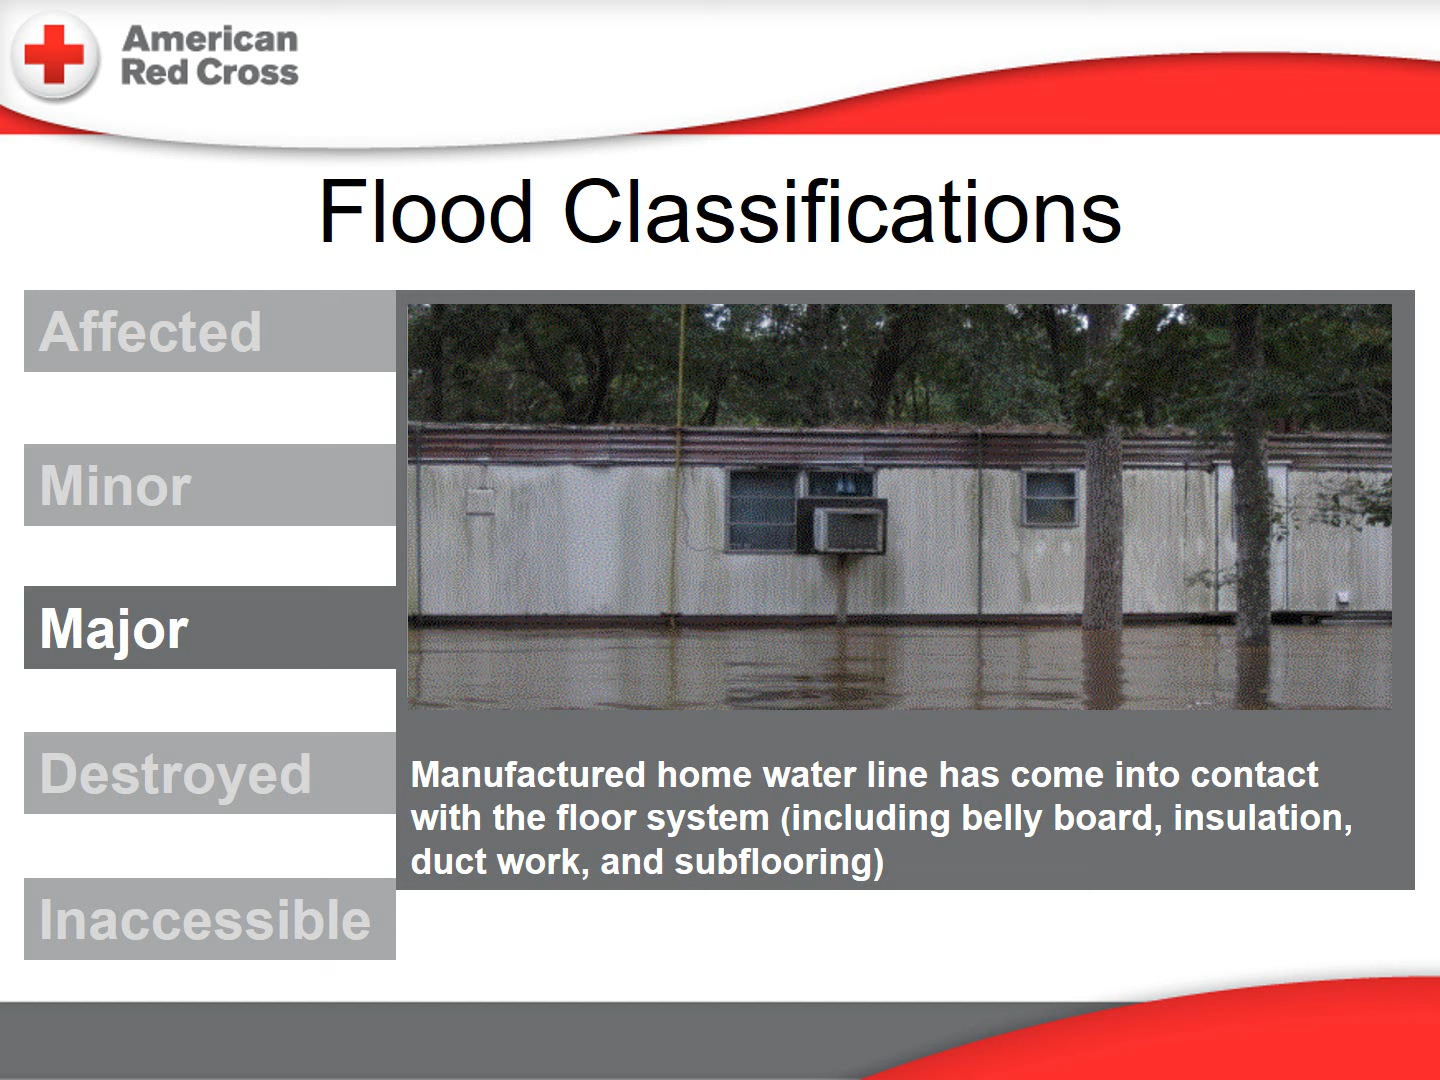 American
Red Cross
Flood Classifications
Affected
Minor
Major
Destroyed
Inaccessible
Manufactured home water line has come into contact
with the floor system (including belly board, insulation,
duct work, and subflooring)